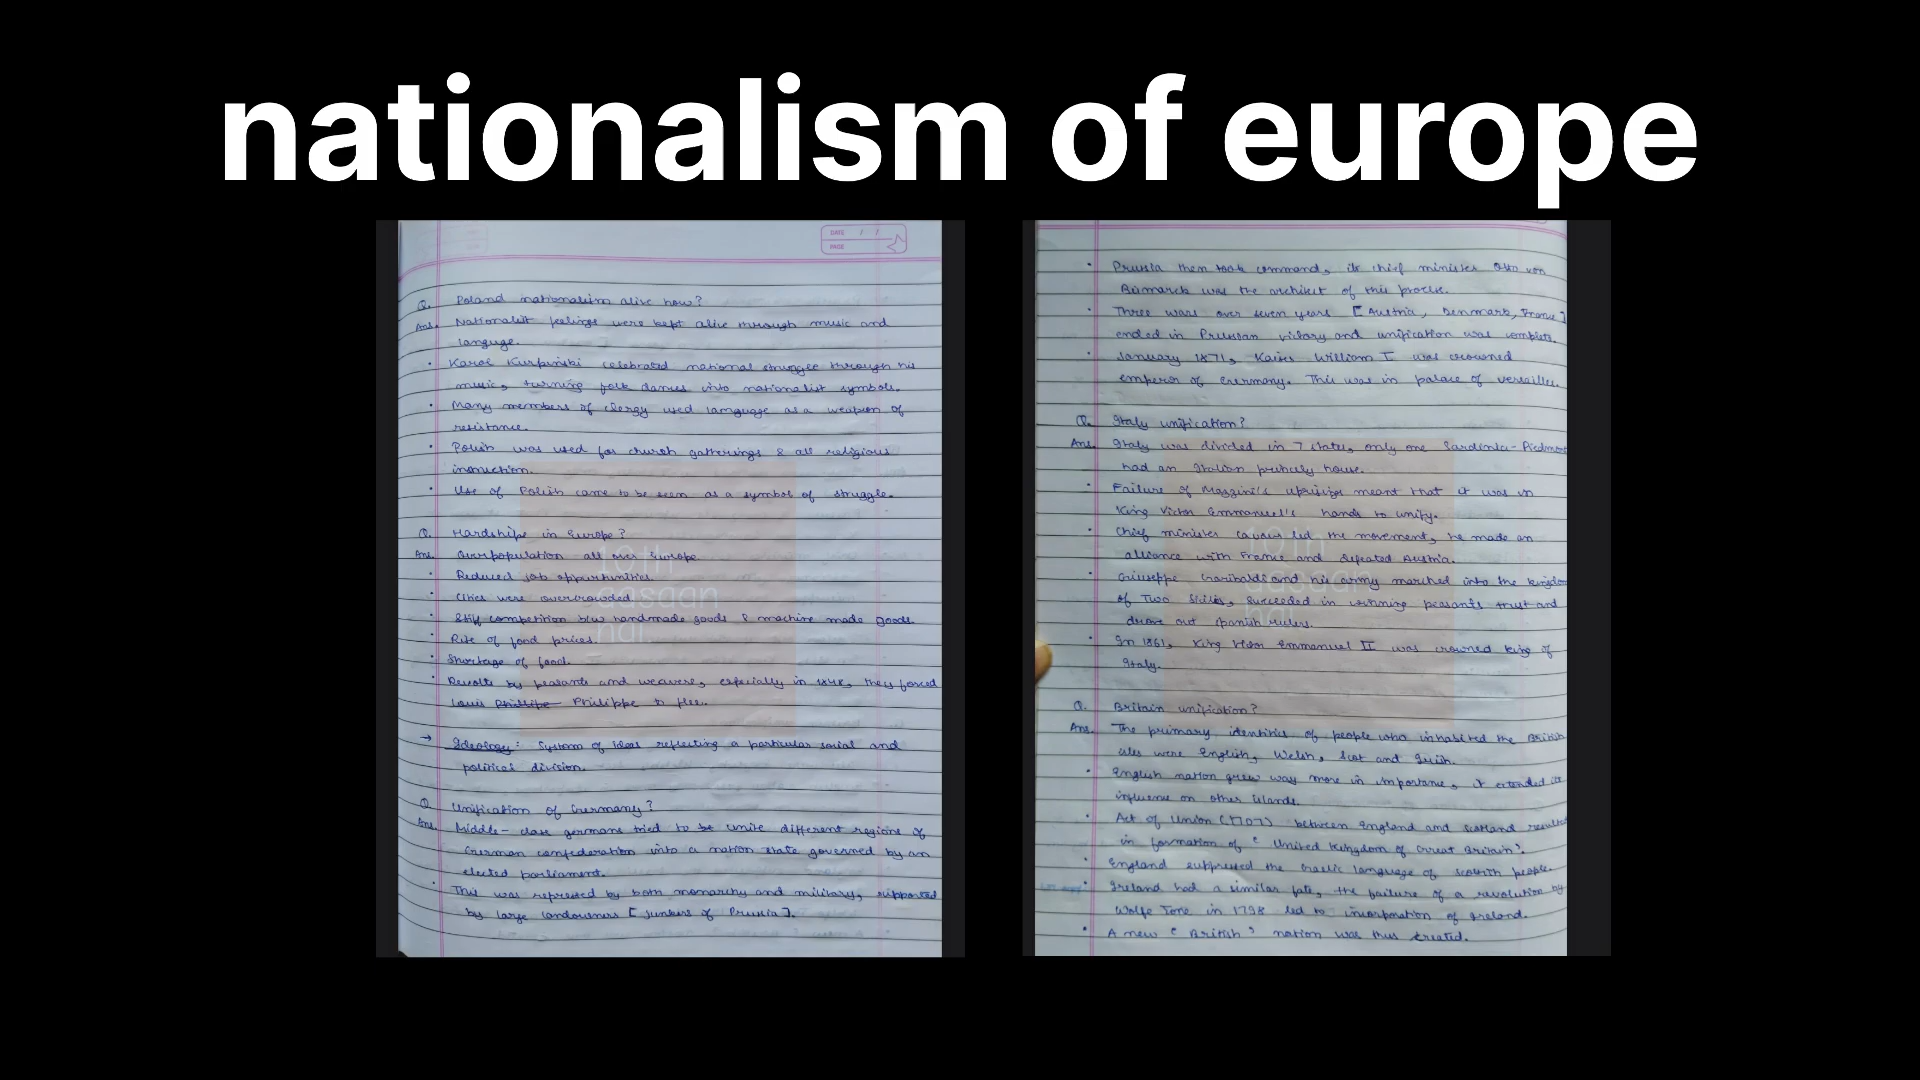 nationalism of europe
DATE / /
PAGE
Q. Poland nationalism alive how?
Ans. Nationalist feelings were kept alive through music and
languge.
• Karol Kurpinski celebrated national struggle through his
music, turning folk dances into nationalist symbols.
• Many members of clergy used language as a weapon of
resistance.
• Polish was used for church gatherings & all religious
instruction.
• Use of Polish came to be seen as a symbol of struggle.
Q. Hardships in Europe?
Ans. Overpopulation all over Europe
• Reduced job oppurtunities
• Cities were overcrowded
• Stiff competition b/w handmade goods & machine made goods
• Rise of food prices.
• Shortage of food.
• Revolts by peasants and weavers, especially in 1848, they forced
Louis Philippe to flee.
→ Ideology: System of ideas reflecting a particular social and
political division.
Q Unification of Germany?
Ans. Middle-class germans tried to be unite different regions of
German confederation into a nation state governed by an
elected parliament.
• This was repressed by both monarchy and military, supported
by large landowners [Junkers of Prussia].
10th
aasaan
hai
• Prussia then took command, its chief minister Otto von
Bismarck was the architect of this process.
• Three wars over seven years [Austria, Denmark, France]
ended in Prussian victory and unification was complete.
• January 1871, Kaiser William I was crowned
emperor of Germany. This was in palace of versailles.
Q. Italy unification?
Ans. Italy was divided in 7 states, only one Sardinia-Piedmont
had an Italian princely house.
• Failure of Mazzini's uprisings meant that it was in
King Victor Emmanuel's hands to unify.
• Chief minister Cavour led the movement, he made an
alliance with France and defeated Austria.
• Giuseppe Garibaldi and his army marched into the kingdom
of Two Sicilies, succeeded in winning peasants trust and
drove out spanish rulers.
• In 1861, King Victor Emmanuel II was crowned king of
Italy.
Q. Britain unification?
Ans. The primary identities of people who inhabited the British
isles were English, Welsh, Scot and Irish.
• English nation grew way more in importance, it extended its
influence on other islands.
• Act of Union (1707) between England and Scotland results
in formation of 'United Kingdom of Great Britain'.
• England suppressed the Gaelic language of scottish people.
• Ireland had a similar fate, the failure of a revolution by
Wolfe Tone in 1798 led to incorporation of Ireland.
• A new 'British' nation was thus created.